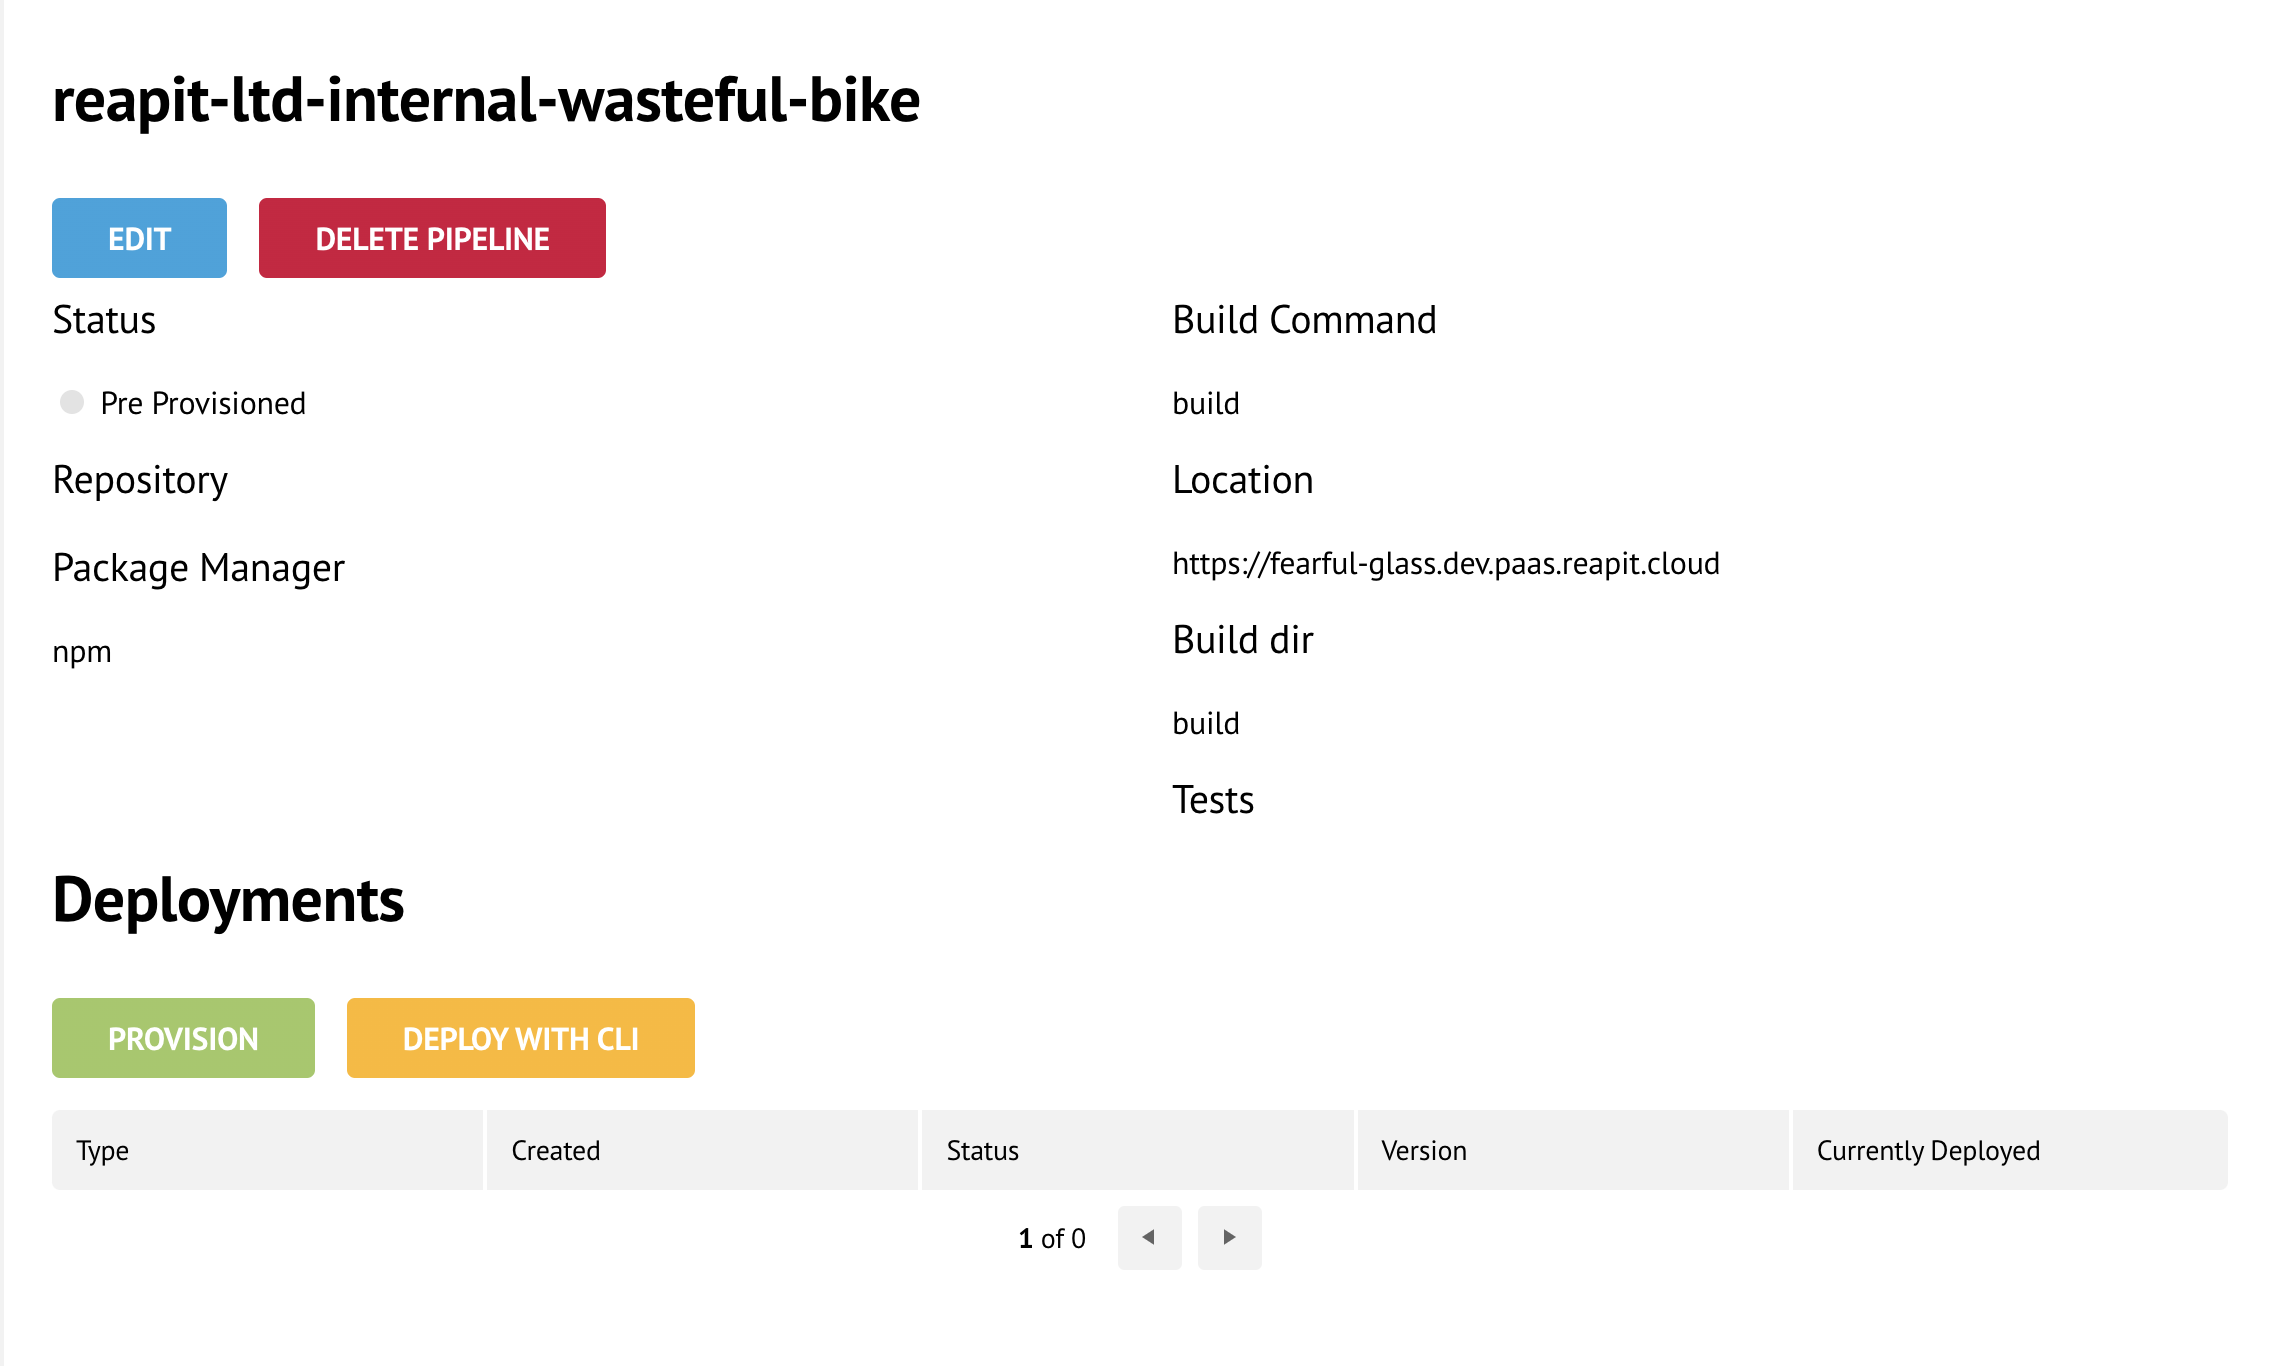 reapit-ltd-internal-wasteful-bike
EDIT
DELETE PIPELINE
Status
Pre Provisioned
Repository
Package Manager
npm
Build Command
build
Location
https://fearful-glass.dev.paas.reapit.cloud
Build dir
build
Tests
Deployments
PROVISION
DEPLOY WITH CLI
Type
Created
Status
Version
Currently Deployed
1 of 0